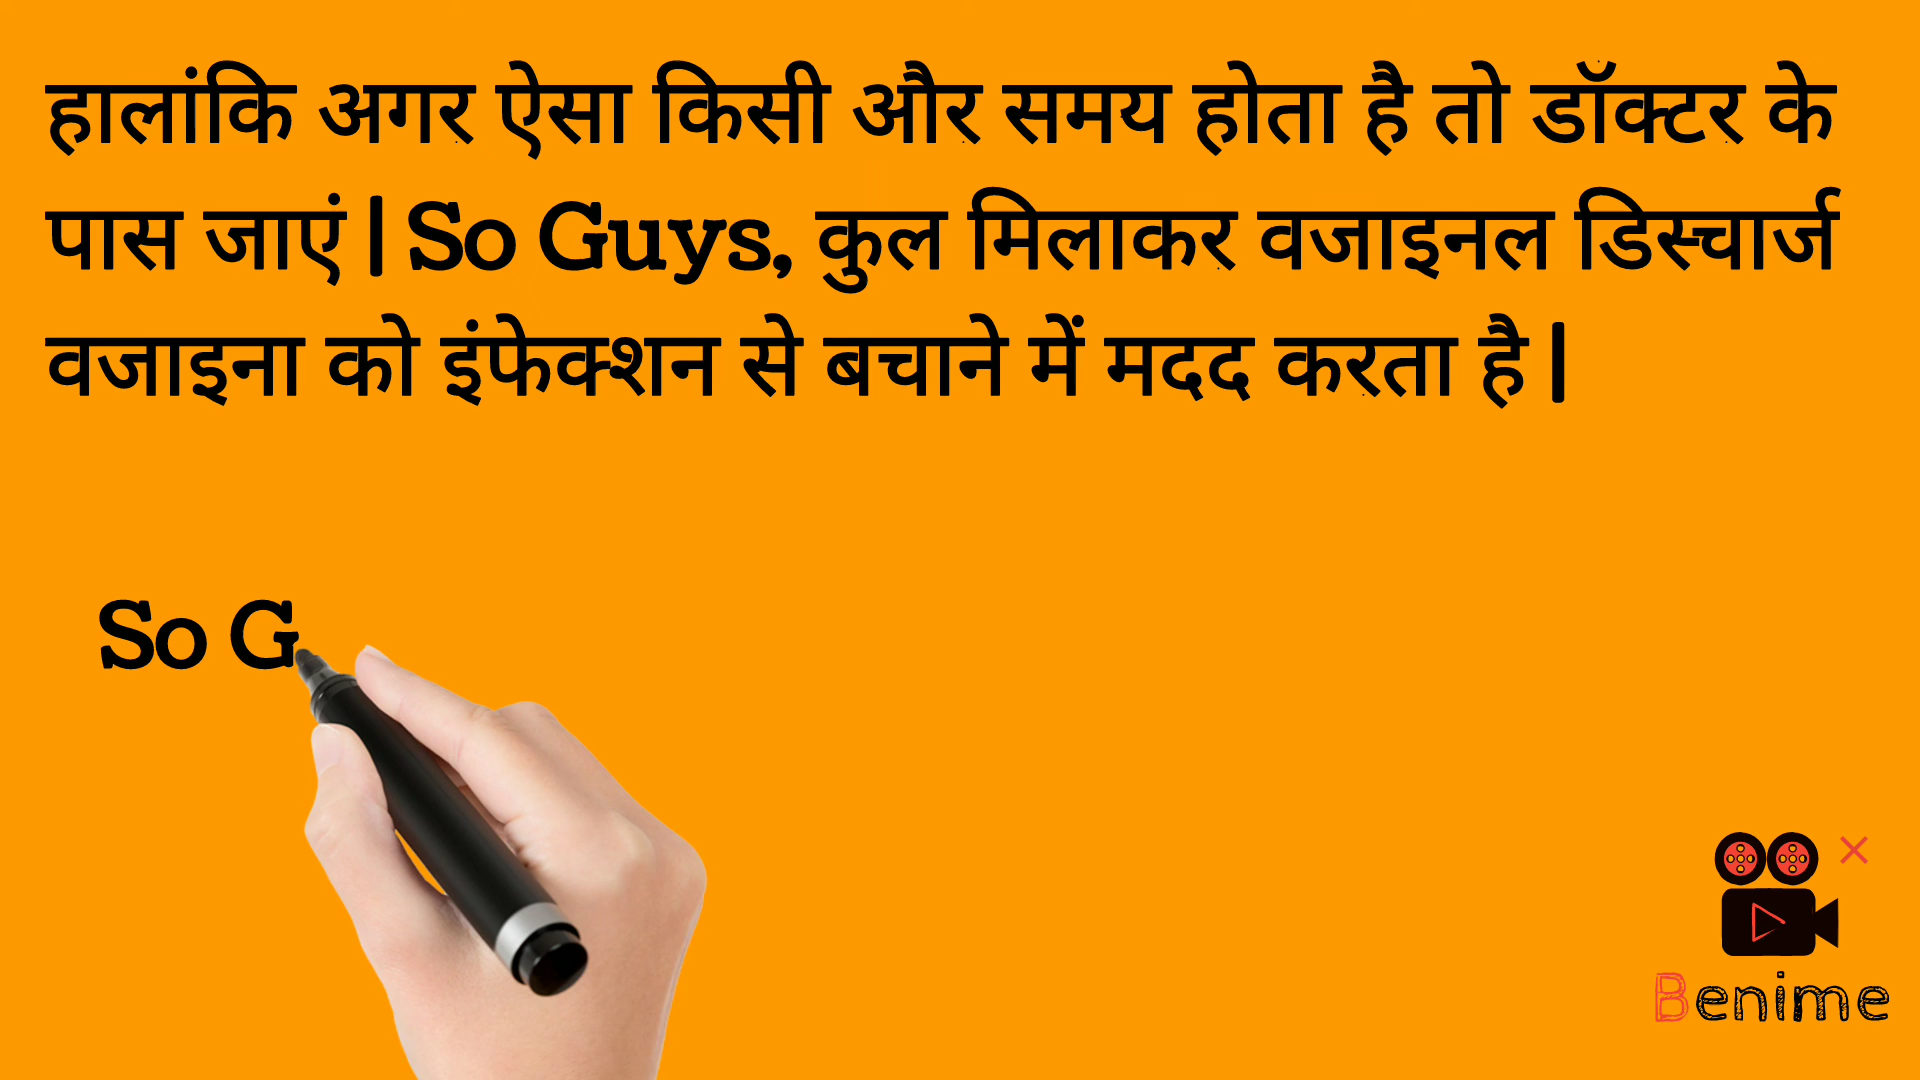 हालांकि अगर ऐसा किसी और समय होता है तो डॉक्टर के
पास जाएं | So Guys, कुल मिलाकर वजाइनल डिस्चार्ज
वजाइना को इंफेक्शन से बचाने में मदद करता है |
So G
Benime